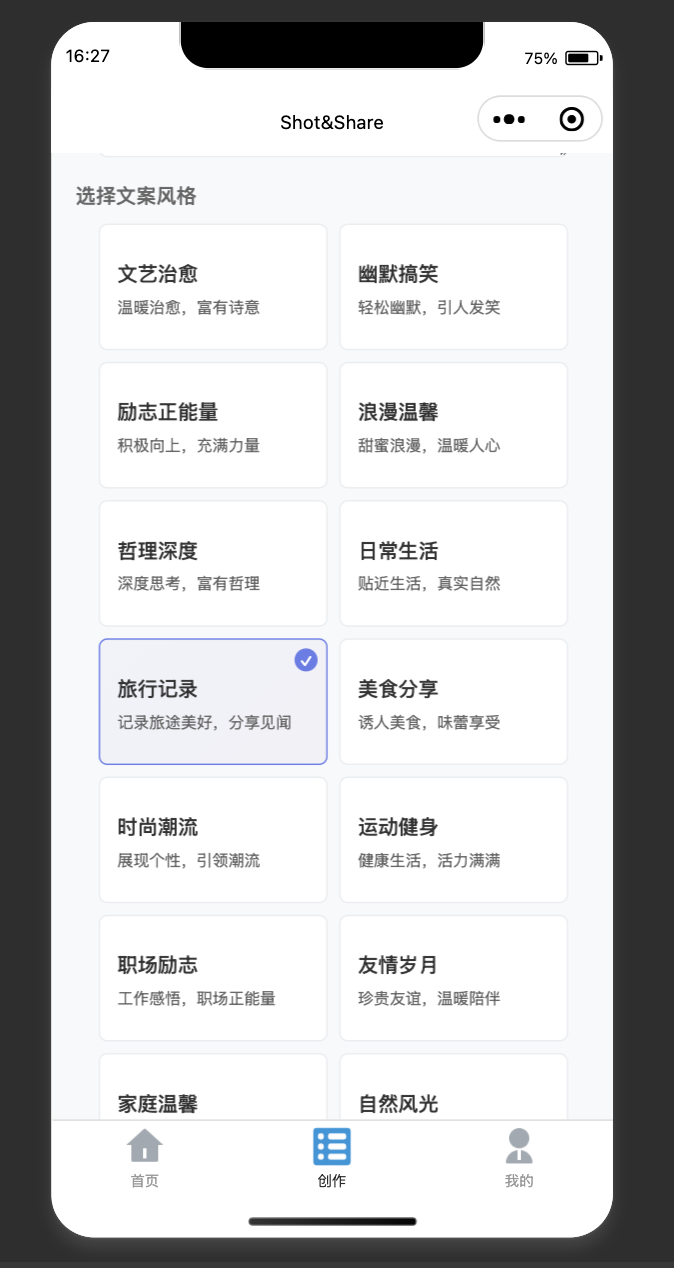 16:27
75%
Shot&Share
选择文案风格
文艺治愈
温暖治愈，富有诗意
幽默搞笑
轻松幽默，引人发笑
励志正能量
积极向上，充满力量
浪漫温馨
甜蜜浪漫，温暖人心
哲理深度
深度思考，富有哲理
日常生活
贴近生活，真实自然
旅行记录
记录旅途美好，分享见闻
美食分享
诱人美食，味蕾享受
时尚潮流
展现个性，引领潮流
运动健身
健康生活，活力满满
职场励志
工作感悟，职场正能量
友情岁月
珍贵友谊，温暖陪伴
家庭温馨
自然风光
首页
创作
我的